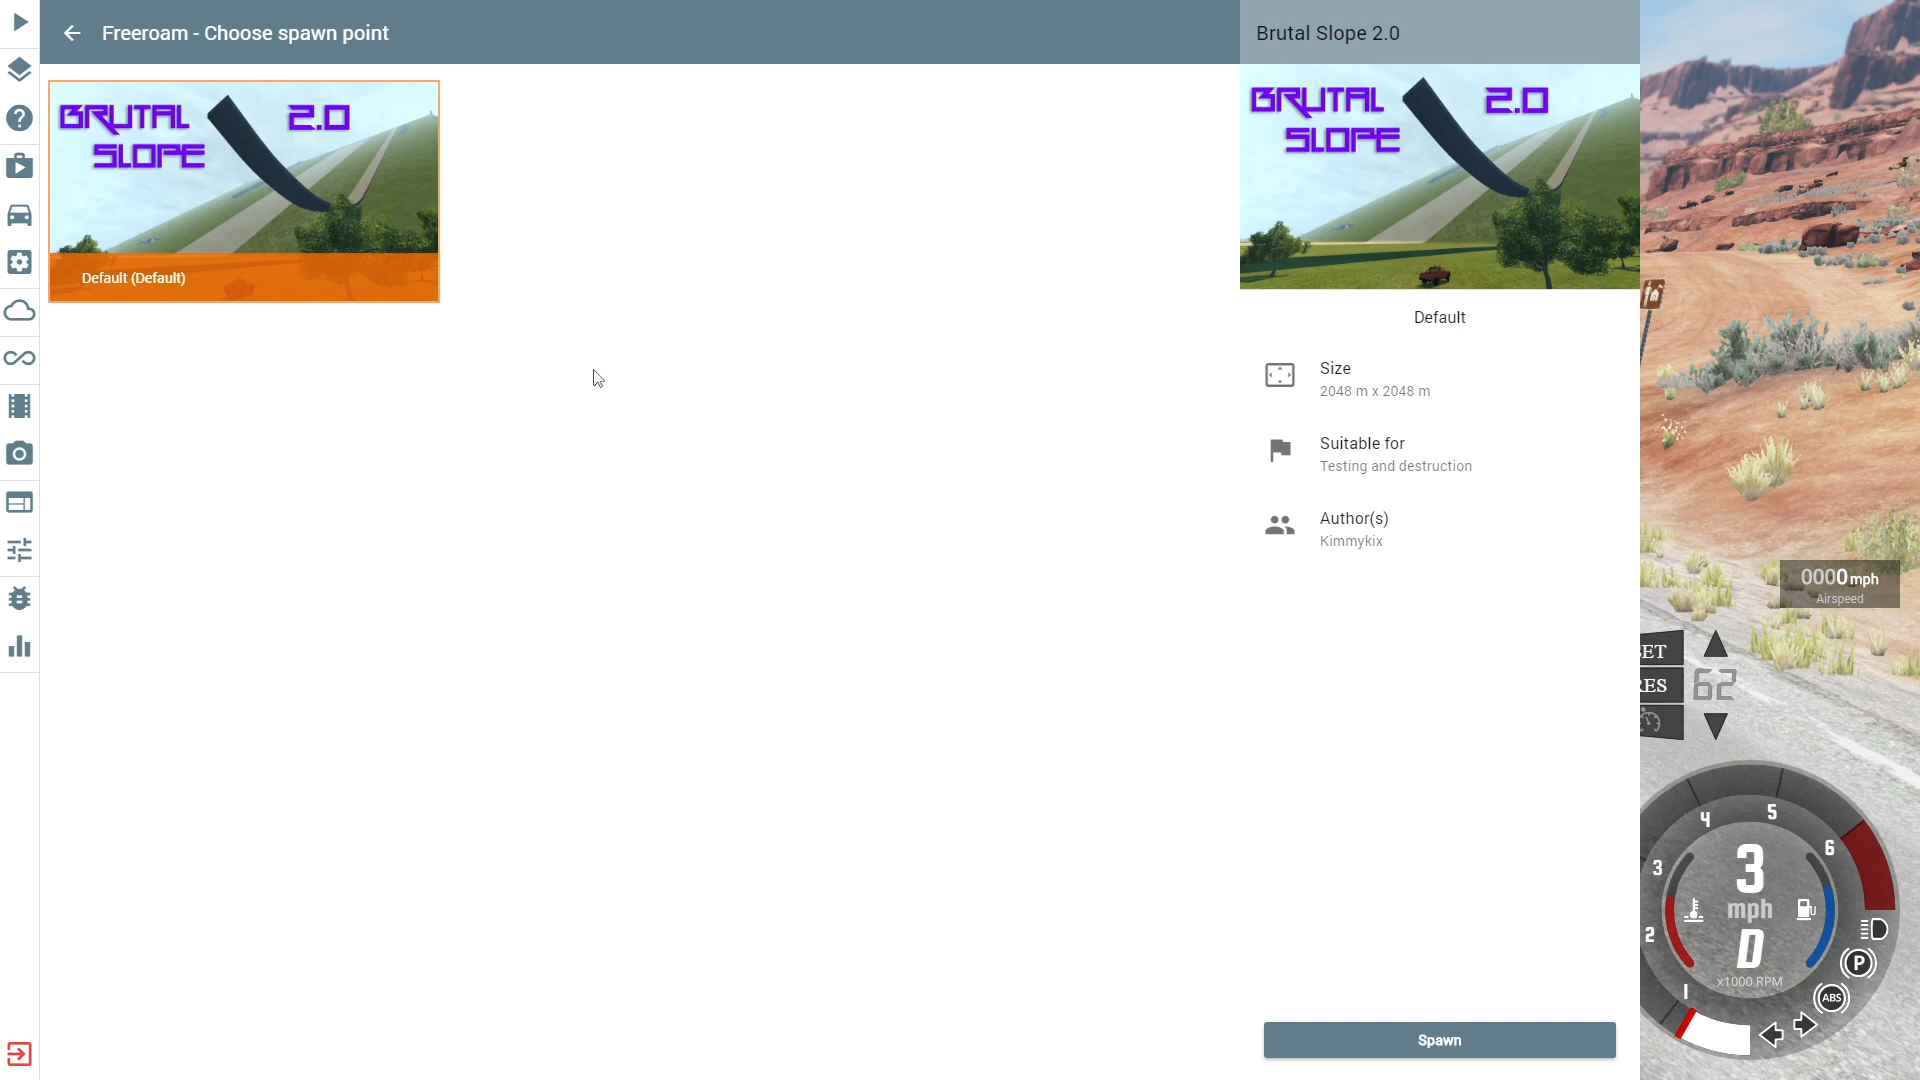 Freeroam - Choose spawn point
BRUTAL 2.0
SLOPE
Default (Default)
Brutal Slope 2.0
BRUTAL 2.0
SLOPE
Default
Size
2048 m x 2048 m
Suitable for
Testing and destruction
Author(s)
Kimmykix
Spawn
0000 mph
Airspeed
SET
RES
62
1
2
3
4
5
6
3
mph
D
x1000 RPM
P
ABS